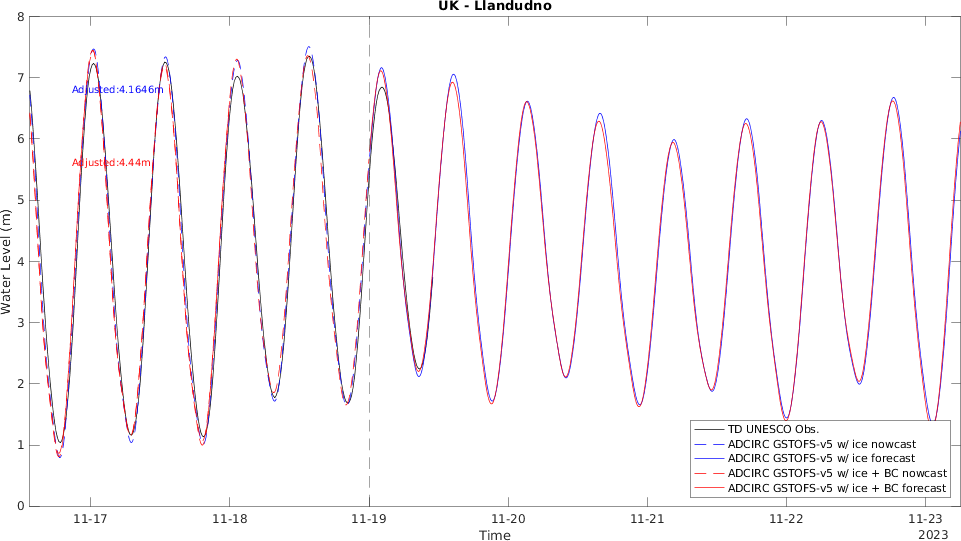 UK - Llandudno
8
7
6
5
4
3
2
1
0
Water Level (m)
Adjusted:4.1646m
Adjusted:4.44m
TD UNESCO Obs.
ADCIRC GSTOFS-v5 w/ ice nowcast
ADCIRC GSTOFS-v5 w/ ice forecast
ADCIRC GSTOFS-v5 w/ ice + BC nowcast
ADCIRC GSTOFS-v5 w/ ice + BC forecast
11-17
11-18
11-19
11-20
11-21
11-22
11-23
Time
2023